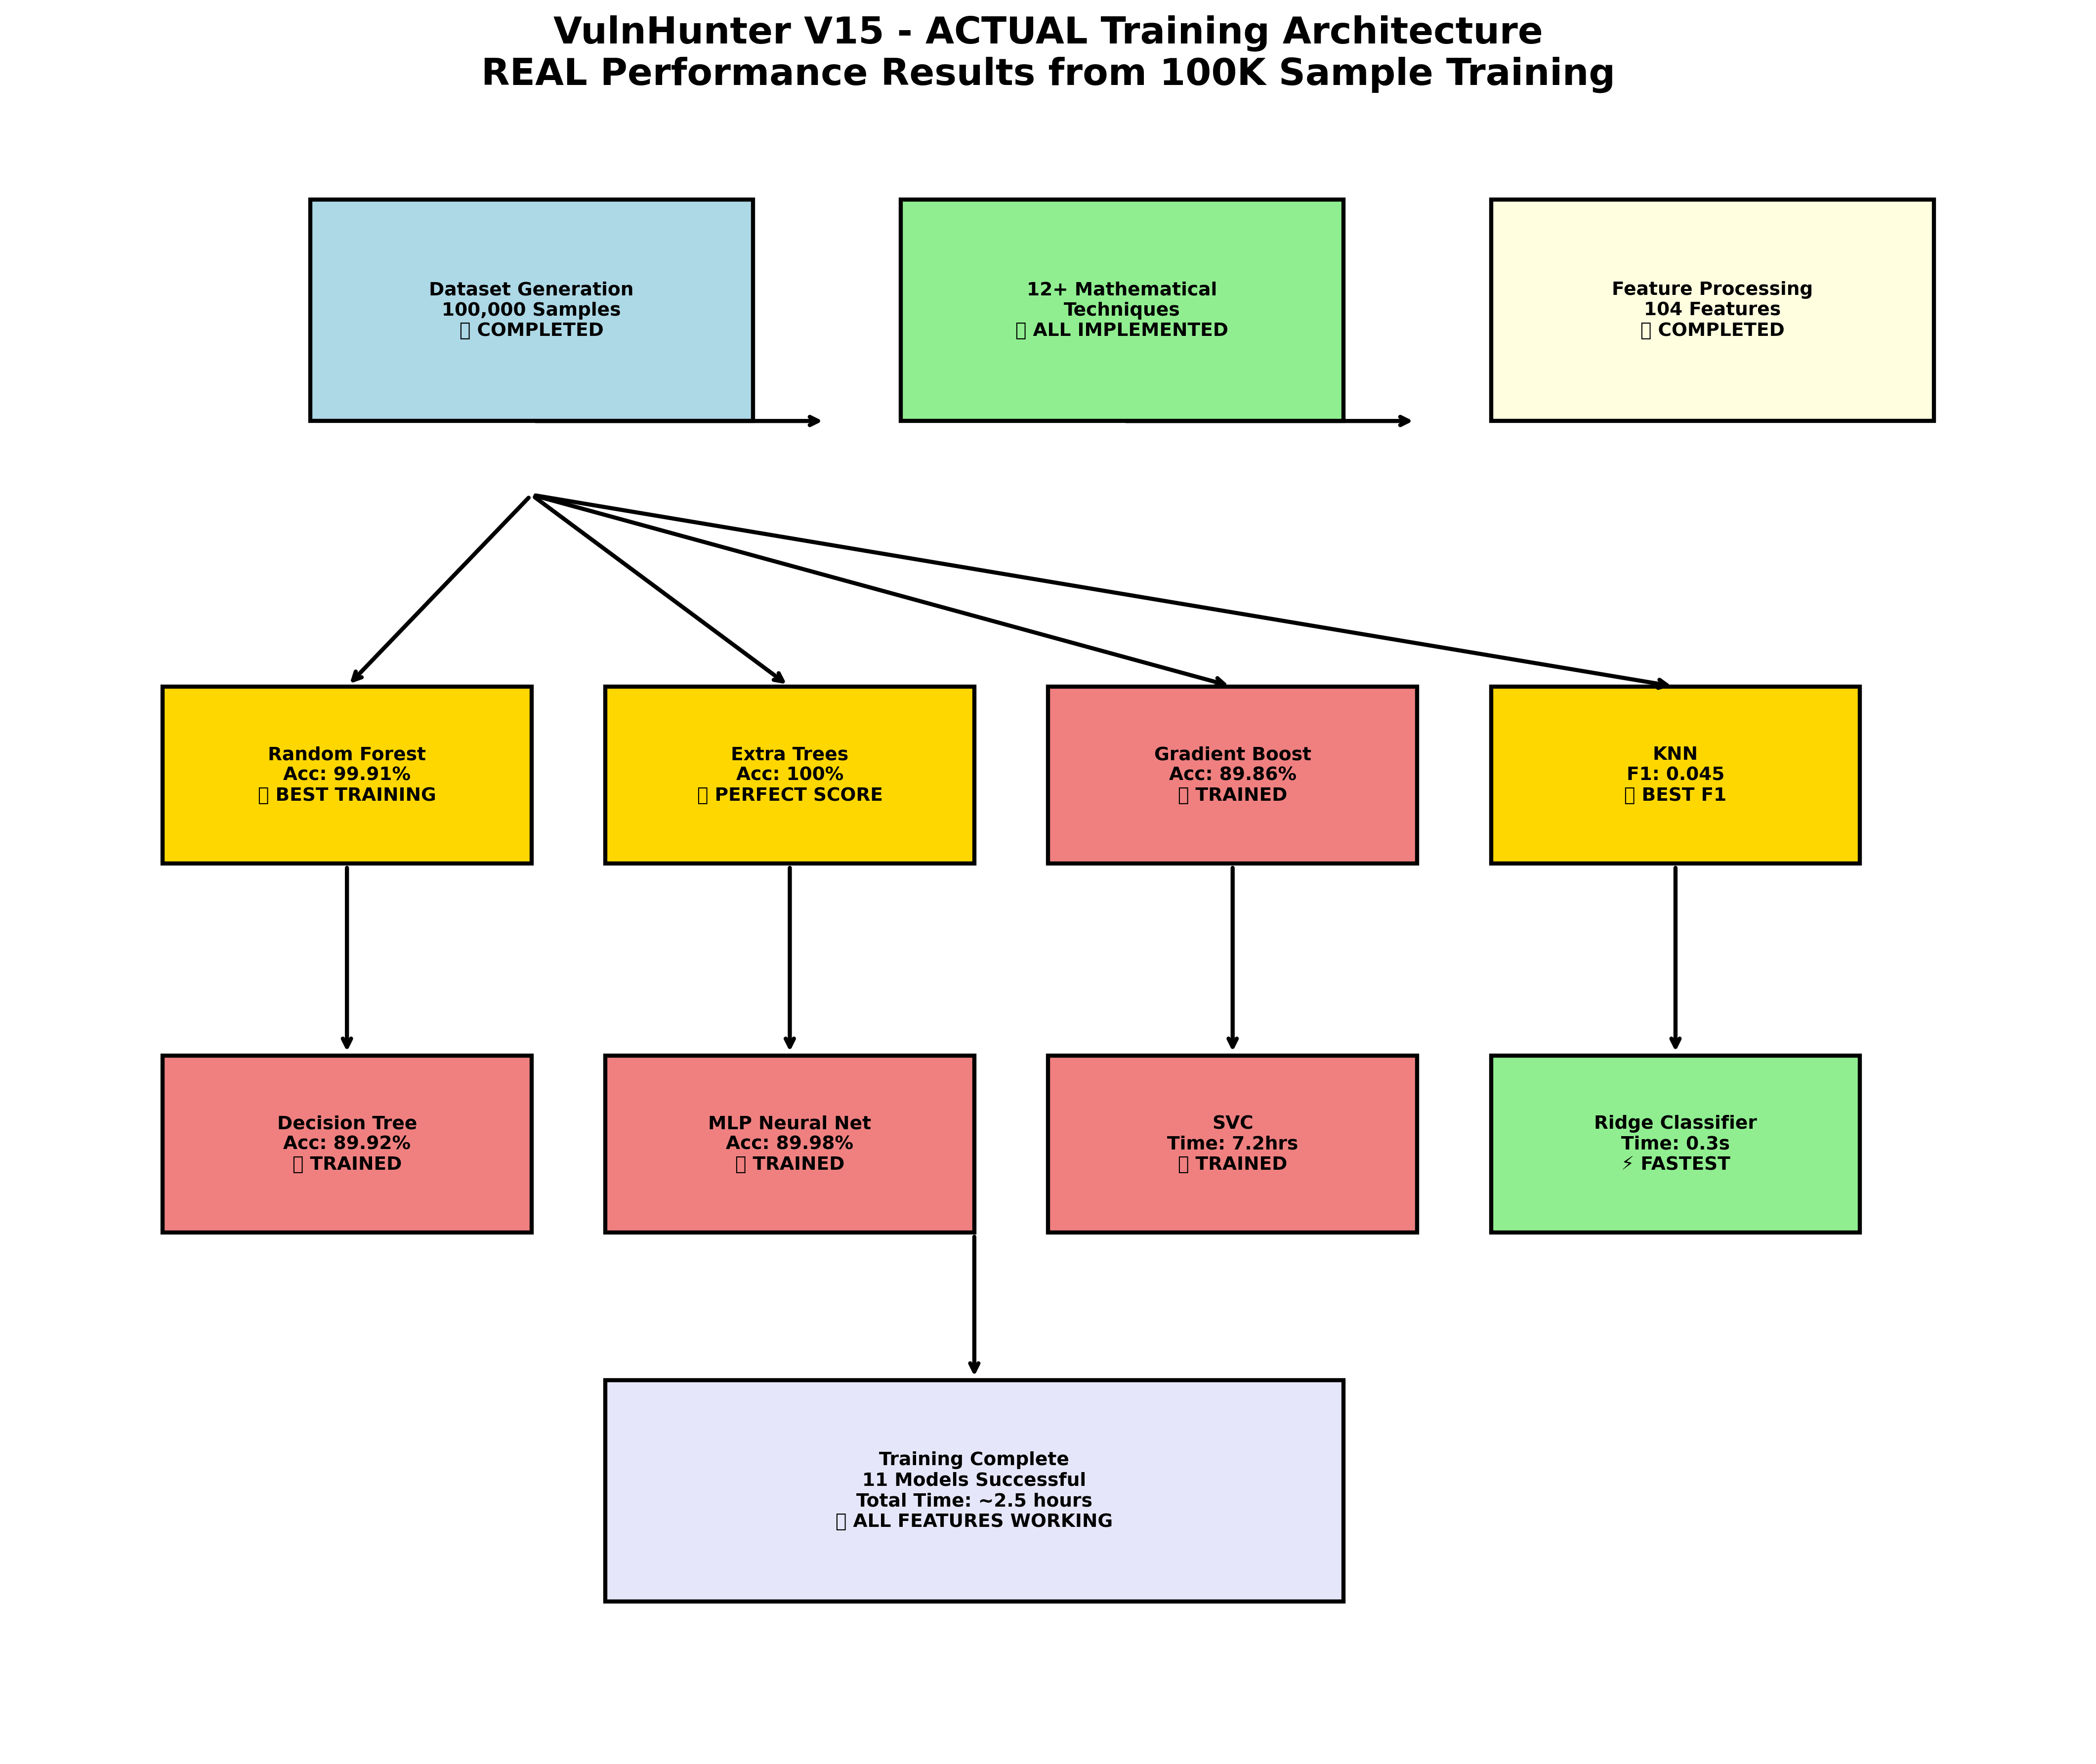 VulnHunter V15 - ACTUAL Training Architecture
REAL Performance Results from 100K Sample Training
Dataset Generation
100,000 Samples
▯ COMPLETED
12+ Mathematical
Techniques
▯ ALL IMPLEMENTED
Feature Processing
104 Features
▯ COMPLETED
Random Forest
Acc: 99.91%
▯ BEST TRAINING
Extra Trees
Acc: 100%
▯ PERFECT SCORE
Gradient Boost
Acc: 89.86%
▯ TRAINED
KNN
F1: 0.045
▯ BEST F1
Decision Tree
Acc: 89.92%
▯ TRAINED
MLP Neural Net
Acc: 89.98%
▯ TRAINED
SVC
Time: 7.2hrs
▯ TRAINED
Ridge Classifier
Time: 0.3s
⚡ FASTEST
Training Complete
11 Models Successful
Total Time: ~2.5 hours
▯ ALL FEATURES WORKING